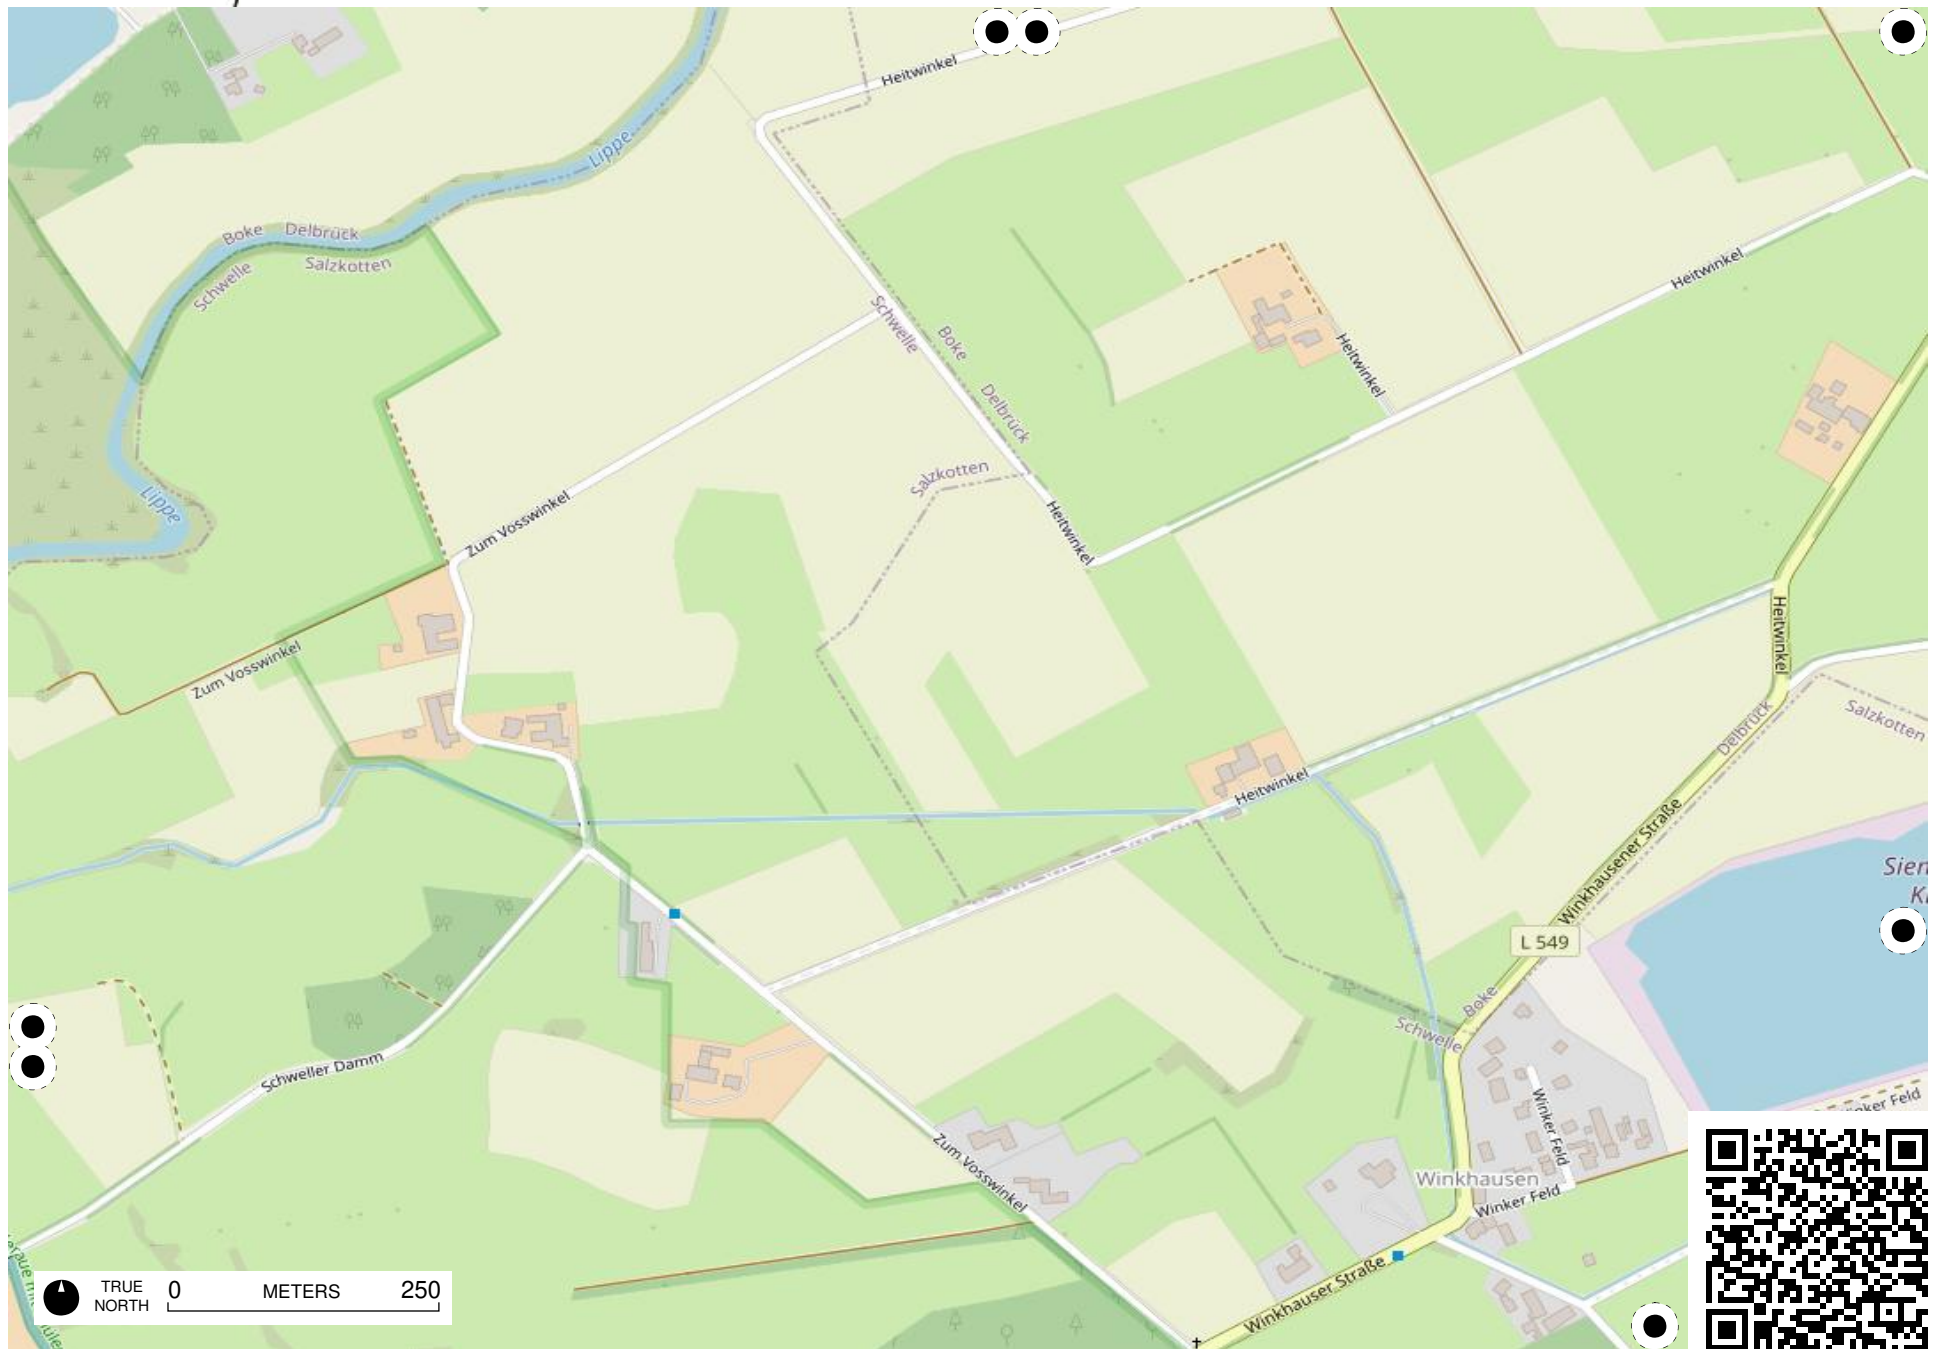 Heitwinkel
Lippe
Boke
Delbrück
Schwelle
Salzkotten
Heitwinkel
Schwelle
Boke
Heitwinkel
Delbrück
Salzkotten
Lippe
Zum Vosswinkel
Heitwinkel
Heitwinkel
Zum Vosswinkel
Delbrück
Salzkotten
Heitwinkel
Winkhausener Straße
L 549
Boke
Schwelle
Schweller Damm
Winker Feld
Zum Vosswinkel
Winkhausen
Winker Feld
Winkhauser Straße
TRUE NORTH
0 METERS 250